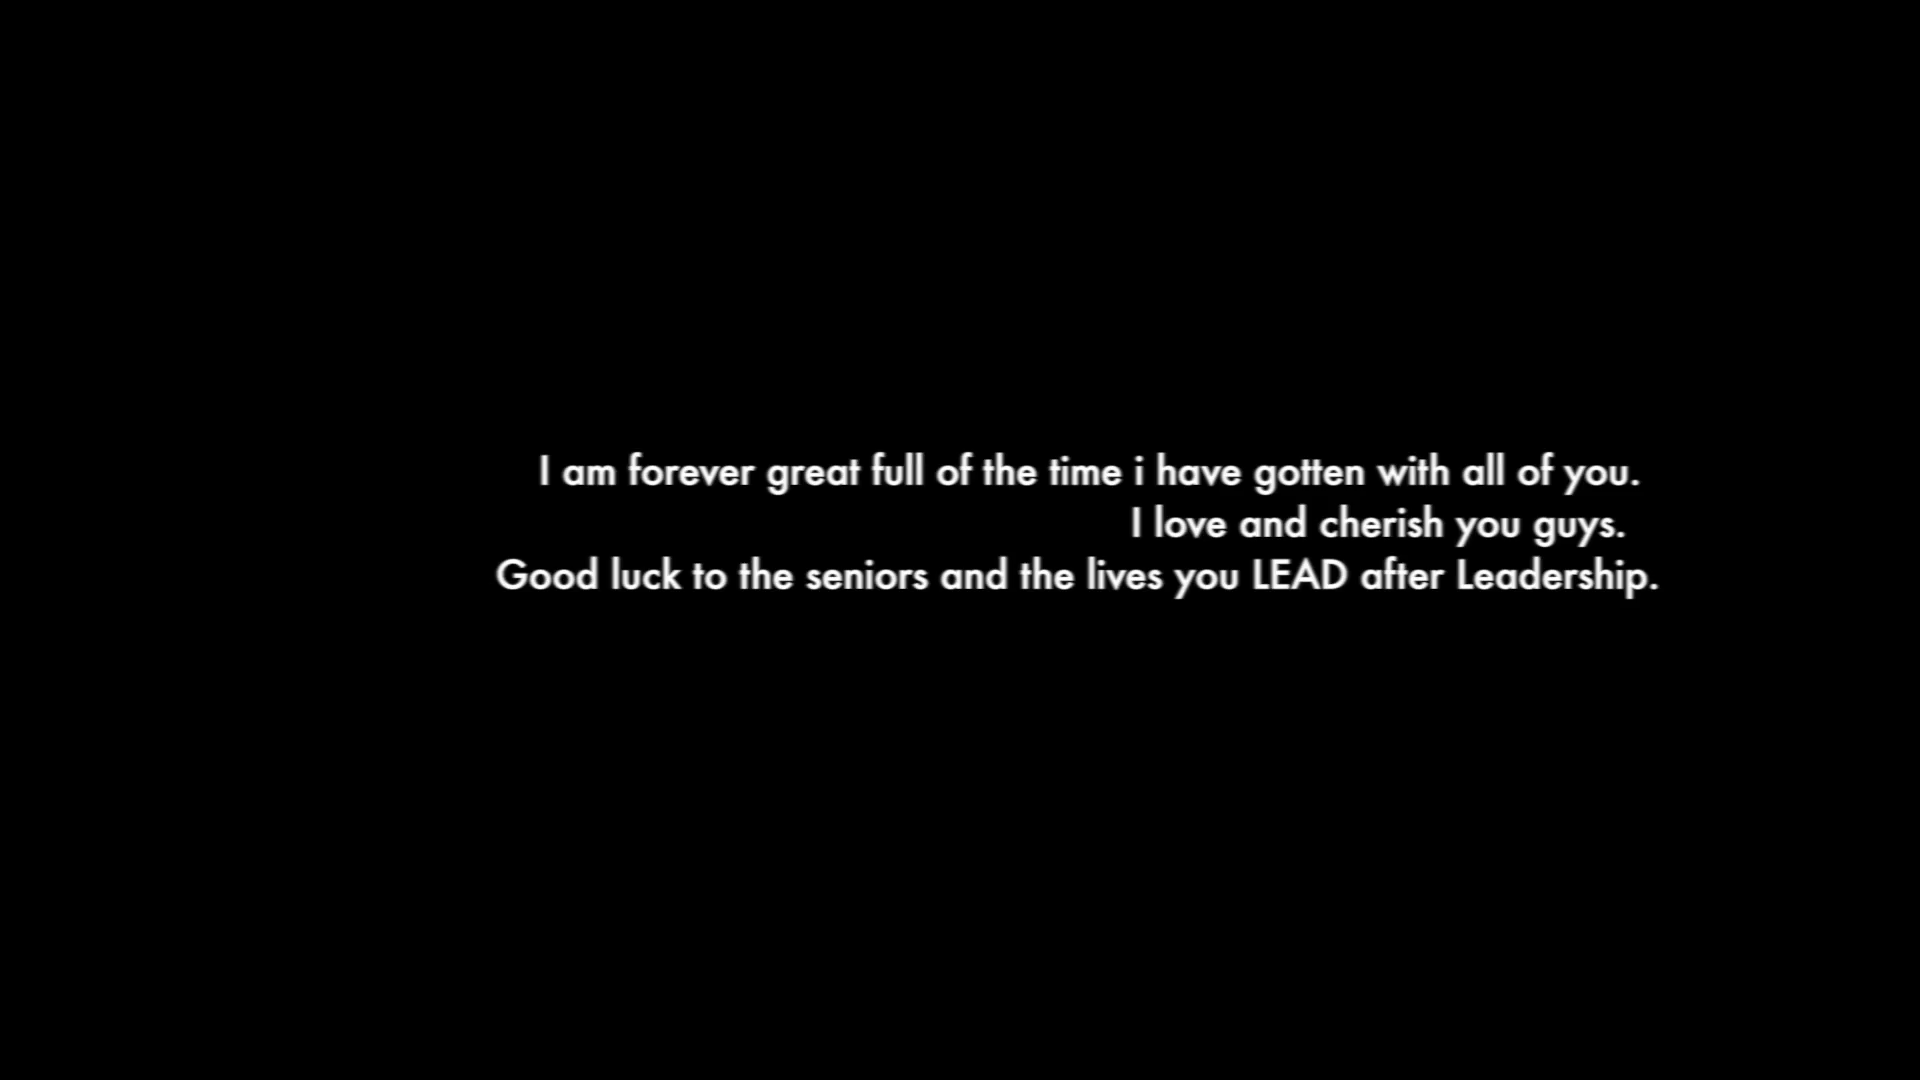 I am forever great full of the time i have gotten with all of you.
I love and cherish you guys.
Good luck to the seniors and the lives you LEAD after Leadership.